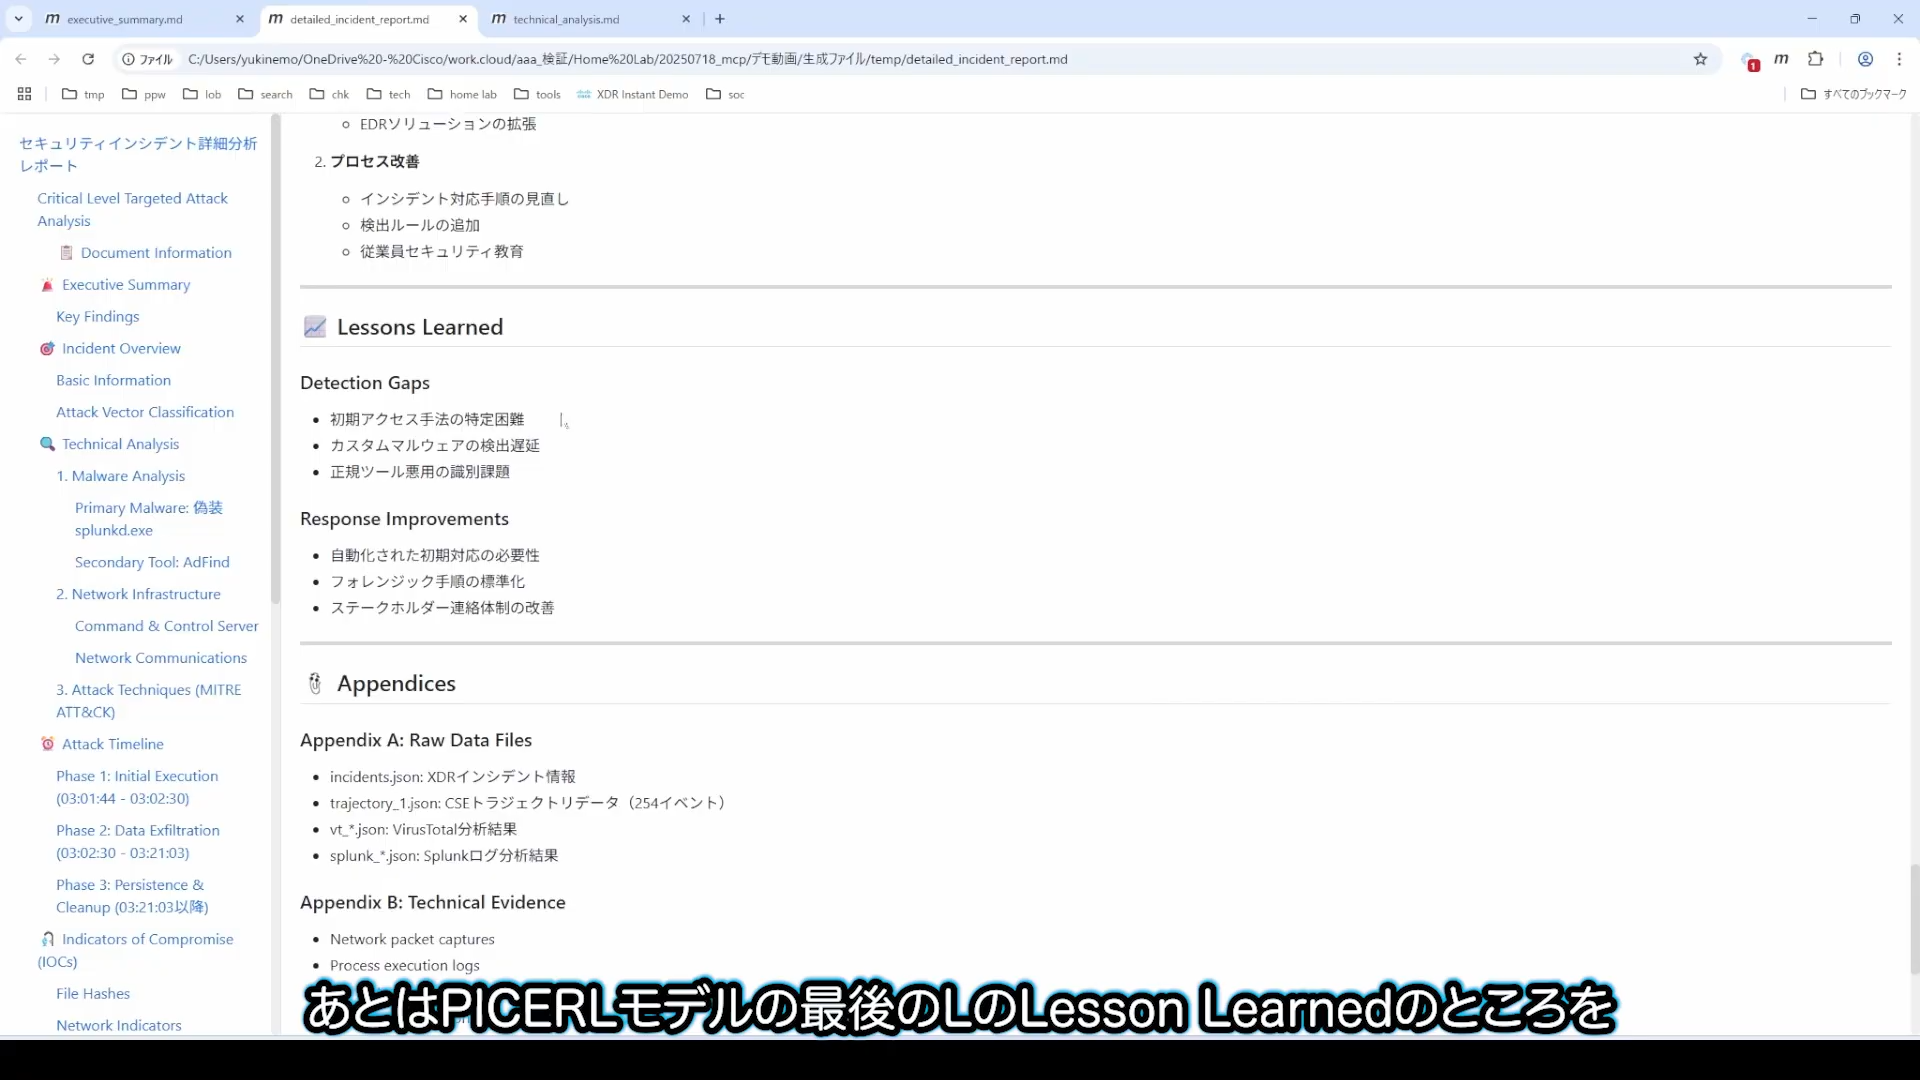 executive_summary.md
detailed_incident_report.md
technical_analysis.md
ファイル
C:/Users/yukinemo/OneDrive%20-%20Cisco/work.cloud/aaa_検証/Home%20Lab/20250718_mcp/デモ動画/生成ファイル/temp/detailed_incident_report.md
1
m
tmp
ppw
lob
search
chk
tech
home lab
tools
XDR Instant Demo
soc
すべてのブックマーク
セキュリティインシデント詳細分析
レポート
Critical Level Targeted Attack
Analysis
Document Information
Executive Summary
Key Findings
Incident Overview
Basic Information
Attack Vector Classification
Technical Analysis
1. Malware Analysis
Primary Malware: 偽装
splunkd.exe
Secondary Tool: AdFind
2. Network Infrastructure
Command & Control Server
Network Communications
3. Attack Techniques (MITRE
ATT&CK)
Attack Timeline
Phase 1: Initial Execution
(03:01:44 - 03:02:30)
Phase 2: Data Exfiltration
(03:02:30 - 03:21:03)
Phase 3: Persistence &
Cleanup (03:21:03以降)
Indicators of Compromise
(IOCs)
File Hashes
Network Indicators
EDRソリューションの拡張
2. プロセス改善
インシデント対応手順の見直し
検出ルールの追加
従業員セキュリティ教育
Lessons Learned
Detection Gaps
初期アクセス手法の特定困難
カスタムマルウェアの検出遅延
正規ツール悪用の識別課題
Response Improvements
自動化された初期対応の必要性
フォレンジック手順の標準化
ステークホルダー連絡体制の改善
Appendices
Appendix A: Raw Data Files
incidents.json: XDRインシデント情報
trajectory_1.json: CSEトラジェクトリデータ（254イベント）
vt_*.json: VirusTotal分析結果
splunk_*.json: Splunkログ分析結果
Appendix B: Technical Evidence
Network packet captures
Process execution logs
あとはPICERLモデルの最後のLのLesson Learnedのところを